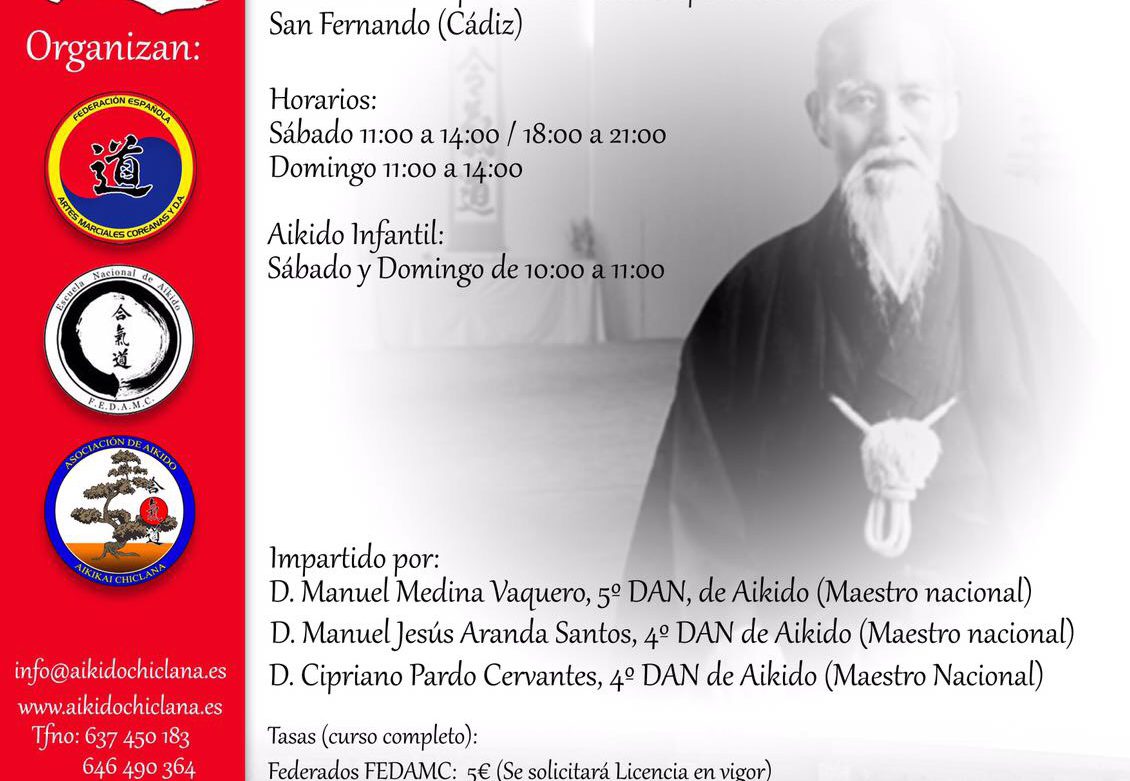 Organizan:
FEDERACIÓN ESPAÑOLA
道
ARTES MARCIALES COREANAS Y D.A.
Escuela Nacional de Aikido
合
氣
道
F.E.D.A.M.C.
ASOCIACIÓN DE AIKIDO
合
氣
道
AIKIKAI CHICLANA
info@aikidochiclana.es
www.aikidochiclana.es
Tfno: 637 450 183
646 490 364
San Fernando (Cádiz)
Horarios:
Sábado 11:00 a 14:00 / 18:00 a 21:00
Domingo 11:00 a 14:00
Aikido Infantil:
Sábado y Domingo de 10:00 a 11:00
Impartido por:
D. Manuel Medina Vaquero, 5º DAN, de Aikido (Maestro nacional)
D. Manuel Jesús Aranda Santos, 4º DAN de Aikido (Maestro nacional)
D. Cipriano Pardo Cervantes, 4º DAN de Aikido (Maestro Nacional)
Tasas (curso completo):
Federados FEDAMC: 5€ (Se solicitará Licencia en vigor)